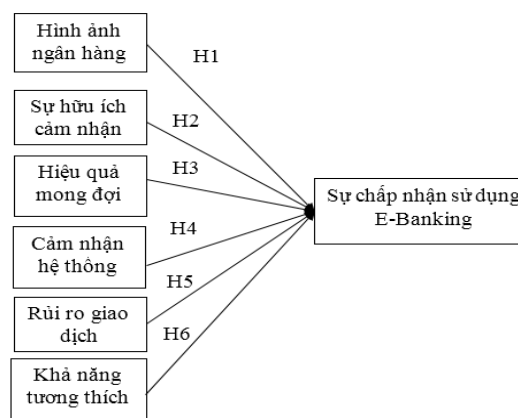 Hình ảnh
ngân hàng
H1
Sự hữu ích
cảm nhận
H2
Hiệu quả
mong đợi
H3
Sự chấp nhận sử dụng
E-Banking
Cảm nhận
hệ thống
H4
Rủi ro giao
dịch
H5
Khả năng
tương thích
H6